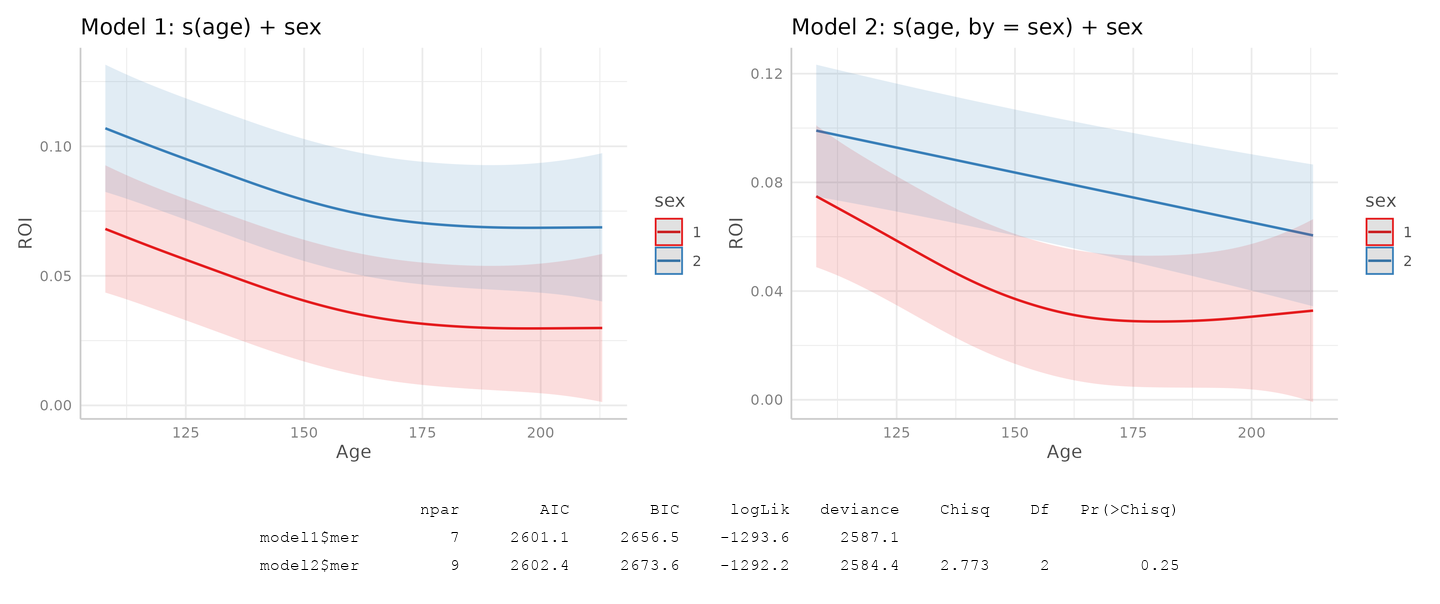 Model 1: s(age) + sex
0.10
0.05
0.00
ROI
125 150 175 200
Age
sex
1
2
Model 2: s(age, by = sex) + sex
0.12
0.08
0.04
0.00
ROI
125 150 175 200
Age
sex
1
2
npar AIC BIC logLik deviance Chisq Df Pr(>Chisq)
model1$mer 7 2601.1 2656.5 -1293.6 2587.1
model2$mer 9 2602.4 2673.6 -1292.2 2584.4 2.773 2 0.25